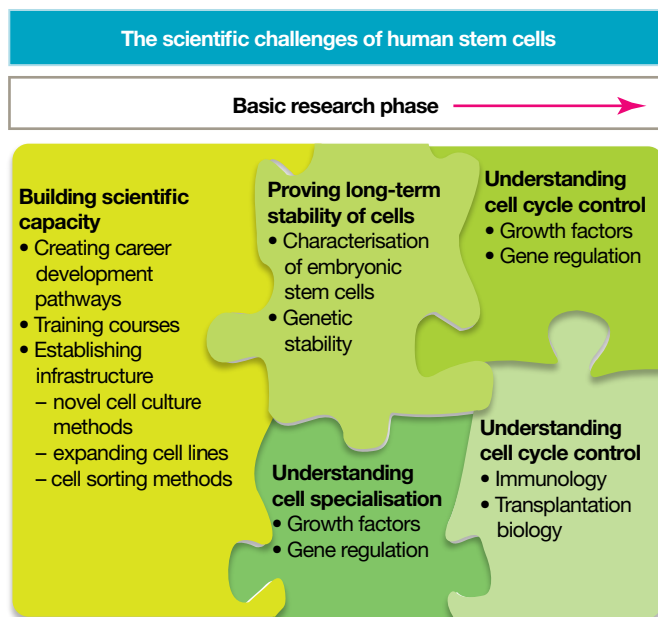 The scientific challenges of human stem cells
Basic research phase
Building scientific
capacity
• Creating career
development
pathways
• Training courses
• Establishing
infrastructure
– novel cell culture
methods
– expanding cell lines
– cell sorting methods
Proving long-term
stability of cells
• Characterisation
of embryonic
stem cells
• Genetic
stability
Understanding
cell cycle control
• Growth factors
• Gene regulation
Understanding
cell specialisation
• Growth factors
• Gene regulation
Understanding
cell cycle control
• Immunology
• Transplantation
biology